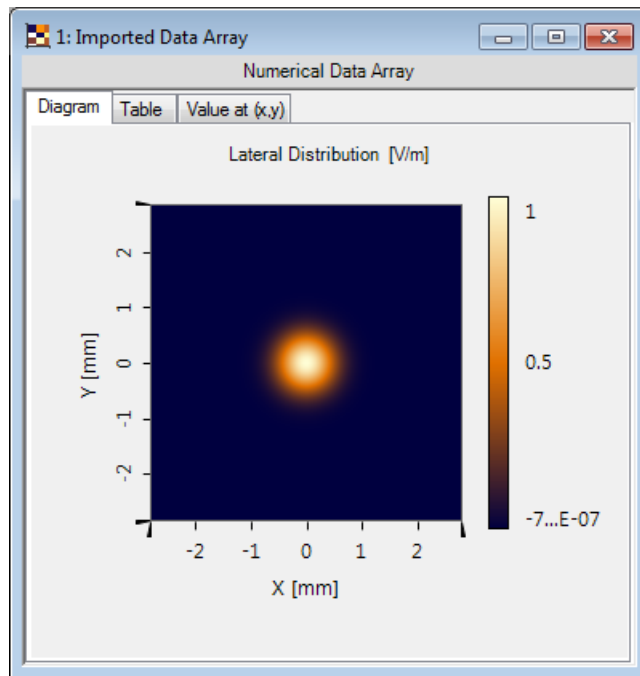 1: Imported Data Array
Numerical Data Array
Diagram Table Value at (x,y)
Lateral Distribution [V/m]
1
0.5
-7...E-07
2
1
0
-1
-2
Y [mm]
-2 -1 0 1 2
X [mm]